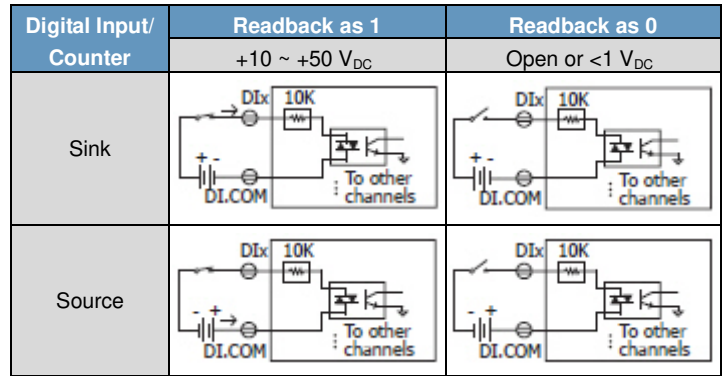 Digital Input/
Counter
Readback as 1
Readback as 0
+10 ~ +50 VDC
Open or <1 VDC
Sink
DIx 10K
+ -
DI.COM
To other
channels
DIx 10K
+ -
DI.COM
To other
channels
Source
DIx 10K
- +
DI.COM
To other
channels
DIx 10K
- +
DI.COM
To other
channels